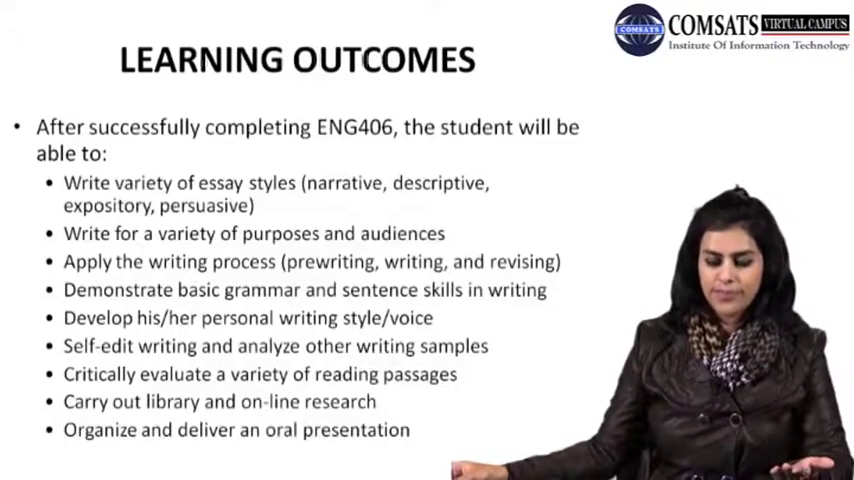 COMSATS VIRTUAL CAMPUS
Institute Of Information Technology
LEARNING OUTCOMES
• After successfully completing ENG406, the student will be
able to:
• Write variety of essay styles (narrative, descriptive,
expository, persuasive)
• Write for a variety of purposes and audiences
• Apply the writing process (prewriting, writing, and revising)
• Demonstrate basic grammar and sentence skills in writing
• Develop his/her personal writing style/voice
• Self-edit writing and analyze other writing samples
• Critically evaluate a variety of reading passages
• Carry out library and on-line research
• Organize and deliver an oral presentation